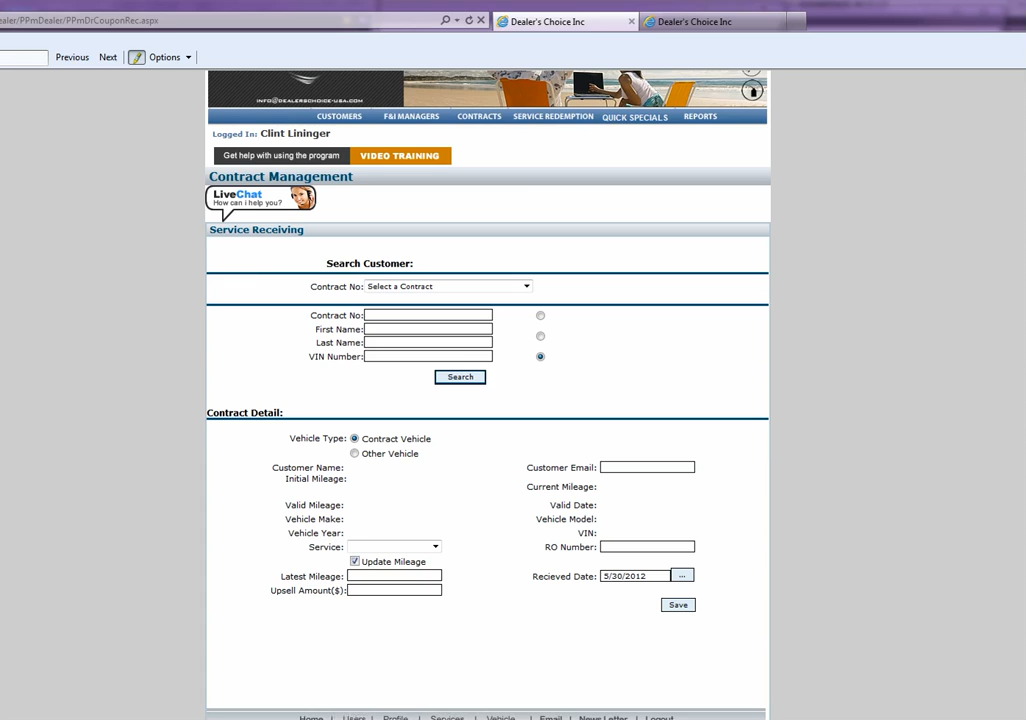 ealer/PPmDealer/PPmDrCouponRec.aspx
Dealer's Choice Inc
Dealer's Choice Inc
Previous Next Options
INFO@DEALERSCHOICE-USA.COM
CUSTOMERS F&I MANAGERS CONTRACTS SERVICE REDEMPTION QUICK SPECIALS REPORTS
Logged In: Clint Lininger
Get help with using the program VIDEO TRAINING
Contract Management
LiveChat
How can i help you?
Service Receiving
Search Customer:
Contract No: Select a Contract
Contract No:
First Name:
Last Name:
VIN Number:
Search
Contract Detail:
Vehicle Type: Contract Vehicle
Other Vehicle
Customer Name: Customer Email:
Initial Mileage:
Current Mileage:
Valid Mileage: Valid Date:
Vehicle Make: Vehicle Model:
Vehicle Year: VIN:
Service: RO Number:
Update Mileage
Latest Mileage: Recieved Date: 5/30/2012 ...
Upsell Amount($):
Save
Home | Users | Profile | Services | Vehicle | Email | News Letter | Logout